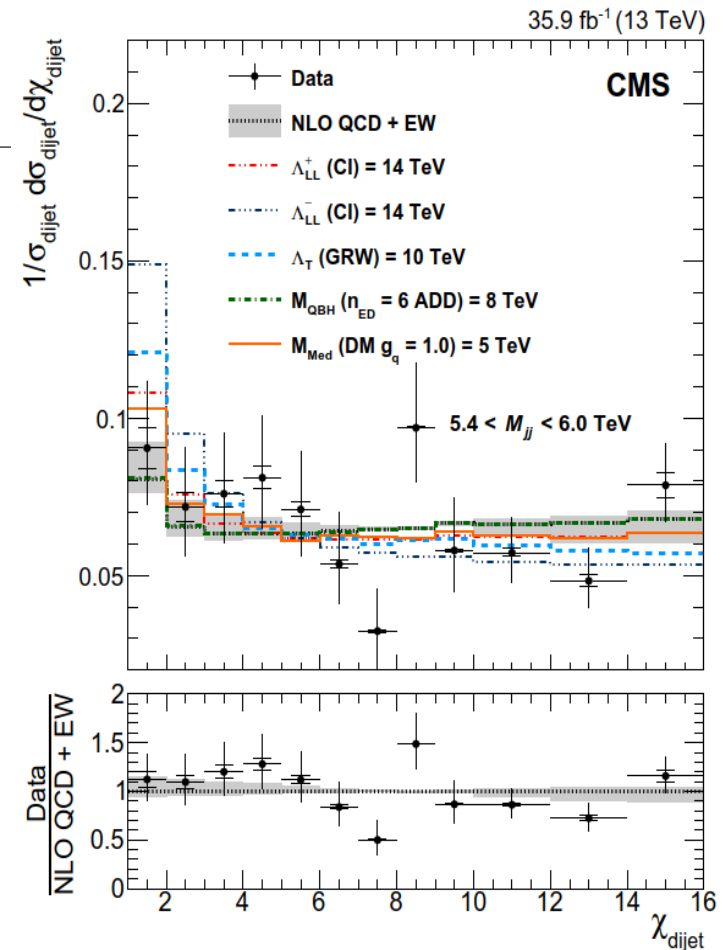 35.9 fb⁻¹ (13 TeV)
CMS
Data
NLO QCD + EW
Λ⁺LL (CI) = 14 TeV
Λ⁻LL (CI) = 14 TeV
ΛT (GRW) = 10 TeV
MQBH (nED = 6 ADD) = 8 TeV
MMed (DM gq = 1.0) = 5 TeV
5.4 < Mjj < 6.0 TeV
1/σdijet dσdijet/dχdijet
0.2
0.15
0.1
0.05
Data
NLO QCD + EW
2
1.5
1
0.5
0
2 4 6 8 10 12 14 16
χdijet